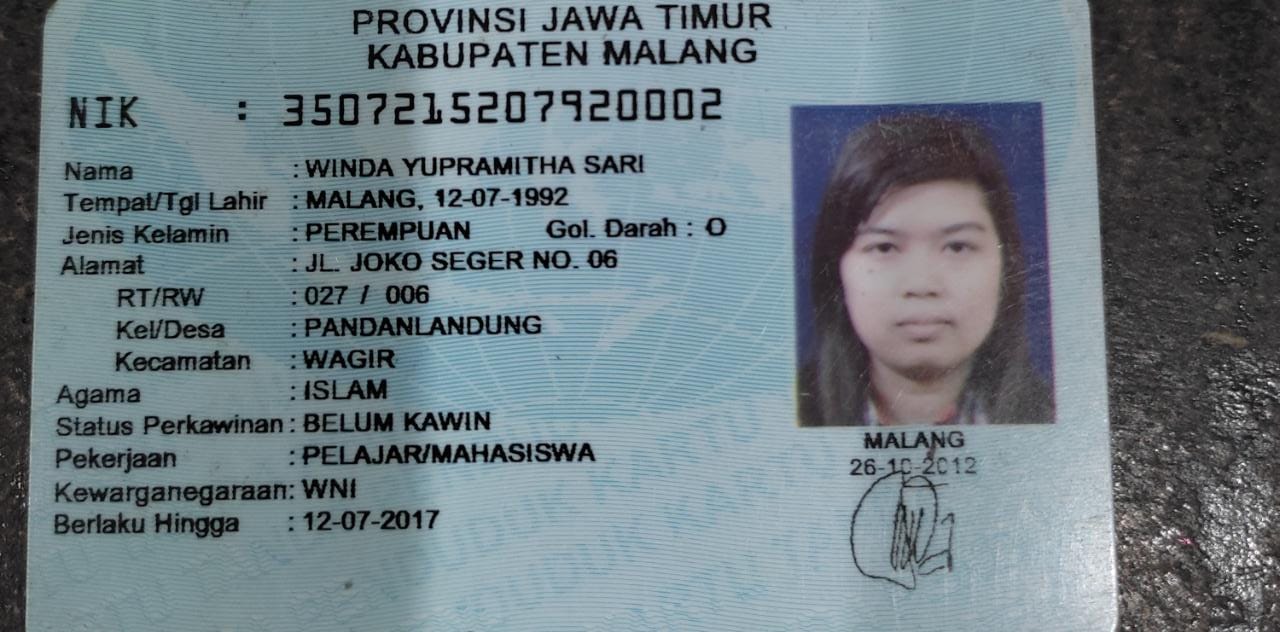 PROVINSI JAWA TIMUR
KABUPATEN MALANG
NIK : 3507215207920002
Nama : WINDA YUPRAMITHA SARI
Tempat/Tgl Lahir : MALANG, 12-07-1992
Jenis Kelamin : PEREMPUAN Gol. Darah : O
Alamat : JL. JOKO SEGER NO. 06
RT/RW : 027 / 006
Kel/Desa : PANDANLANDUNG
Kecamatan : WAGIR
Agama : ISLAM
Status Perkawinan : BELUM KAWIN
Pekerjaan : PELAJAR/MAHASISWA
Kewarganegaraan: WNI
Berlaku Hingga : 12-07-2017
MALANG
26-10-2012